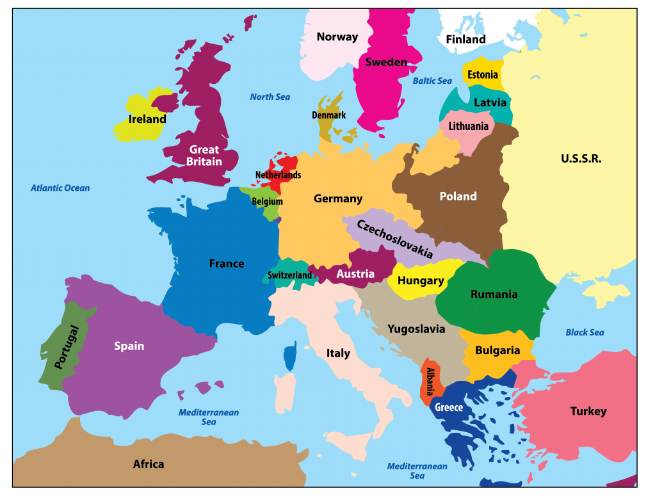 Norway
Finland
Sweden
Baltic Sea
Estonia
North Sea
Latvia
Denmark
Ireland
Lithuania
Great
Britain
U.S.S.R.
Netherlands
Atlantic Ocean
Germany
Poland
Belgium
Czechoslovakia
France
Switzerland
Austria
Hungary
Rumania
Yugoslavia
Black Sea
Portugal
Spain
Italy
Bulgaria
Albania
Greece
Turkey
Mediterranean
Sea
Africa
Mediterranean
Sea